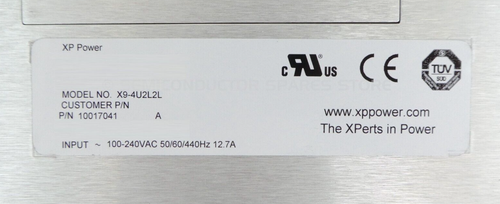 XP Power
MODEL NO. X9-4U2L2L
CUSTOMER P/N
P/N 10017041 A
INPUT ~ 100-240VAC 50/60/440Hz 12.7A
C RU US CE TÜV
www.xppower.com
The XPerts in Power